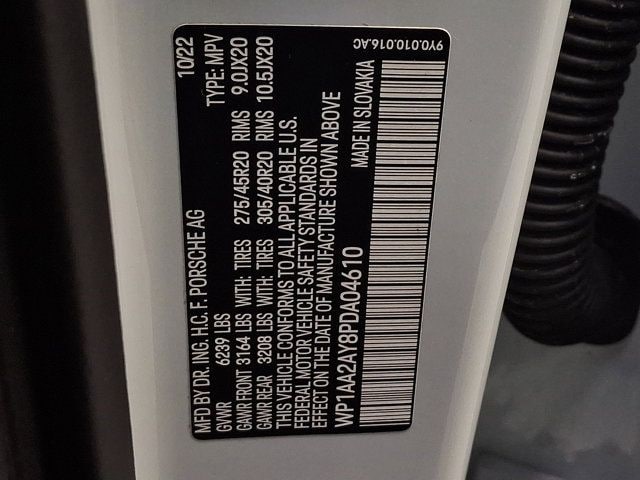 MFD BY DR. ING. H.C. F. PORSCHE AG 10/22
GVWR 6239 LBS TYPE: MPV
GAWR FRONT 3164 LBS WITH: TIRES 275/45R20 RIMS 9.0JX20
GAWR REAR 3208 LBS WITH: TIRES 305/40R20 RIMS 10.5JX20
THIS VEHICLE CONFORMS TO ALL APPLICABLE U.S.
FEDERAL MOTOR VEHICLE SAFETY STANDARDS IN
EFFECT ON THE DATE OF MANUFACTURE SHOWN ABOVE
WP1AA2AY8PDA04610 MADE IN SLOVAKIA
9Y0.010.016.AC